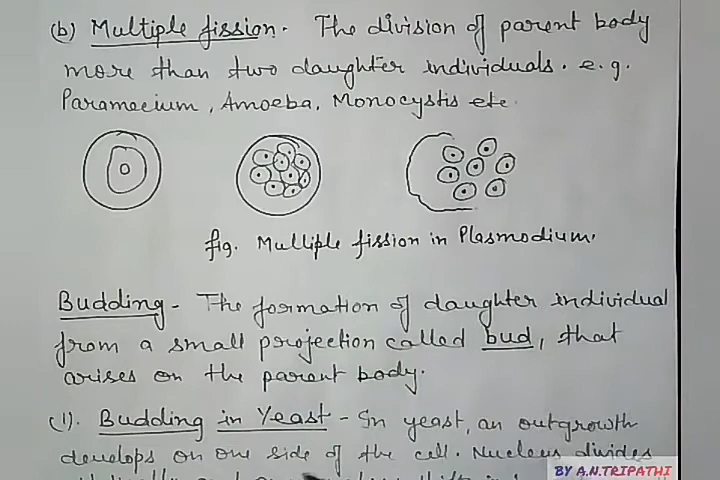 (b) Multiple fission. The division of parent body
more than two daughter individuals. e.g.
Paramecium, Amoeba, Monocystis etc.
fig. Multiple fission in Plasmodium.
Budding - The formation of daughter individual
from a small projection called bud, that
arises on the parent body.
(1). Budding in Yeast - In yeast, an outgrowth
develops on one side of the cell. Nucleus divides
BY A.N.TRIPATHI